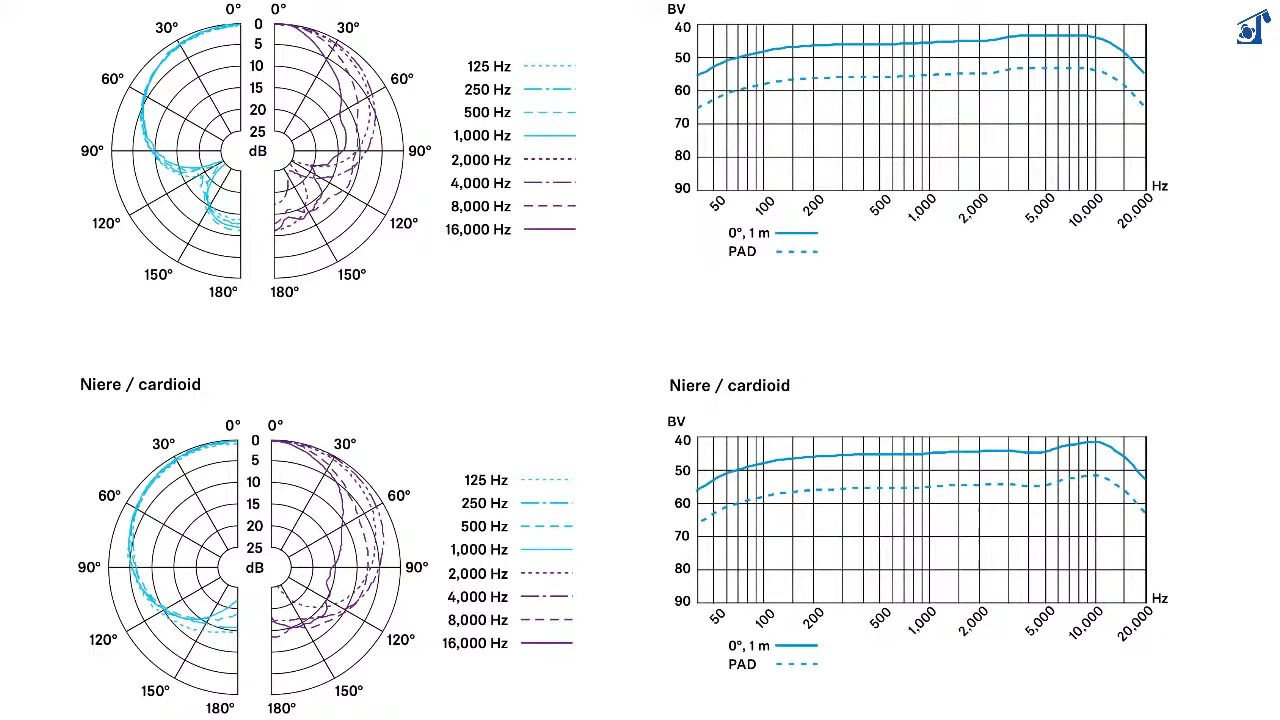 0° 0°
30° 0 30°
5
60° 10 60°
15
20
25
90° dB 90°
120° 120°
150° 150°
180° 180°
125 Hz
250 Hz
500 Hz
1,000 Hz
2,000 Hz
4,000 Hz
8,000 Hz
16,000 Hz
BV
40
50
60
70
80
90
50 100 200 500 1,000 2,000 5,000 10,000 20,000 Hz
0°, 1 m
PAD
Niere / cardioid
0° 0°
30° 0 30°
5
60° 10 60°
15
20
25
90° dB 90°
120° 120°
150° 150°
180° 180°
125 Hz
250 Hz
500 Hz
1,000 Hz
2,000 Hz
4,000 Hz
8,000 Hz
16,000 Hz
Niere / cardioid
BV
40
50
60
70
80
90
50 100 200 500 1,000 2,000 5,000 10,000 20,000 Hz
0°, 1 m
PAD